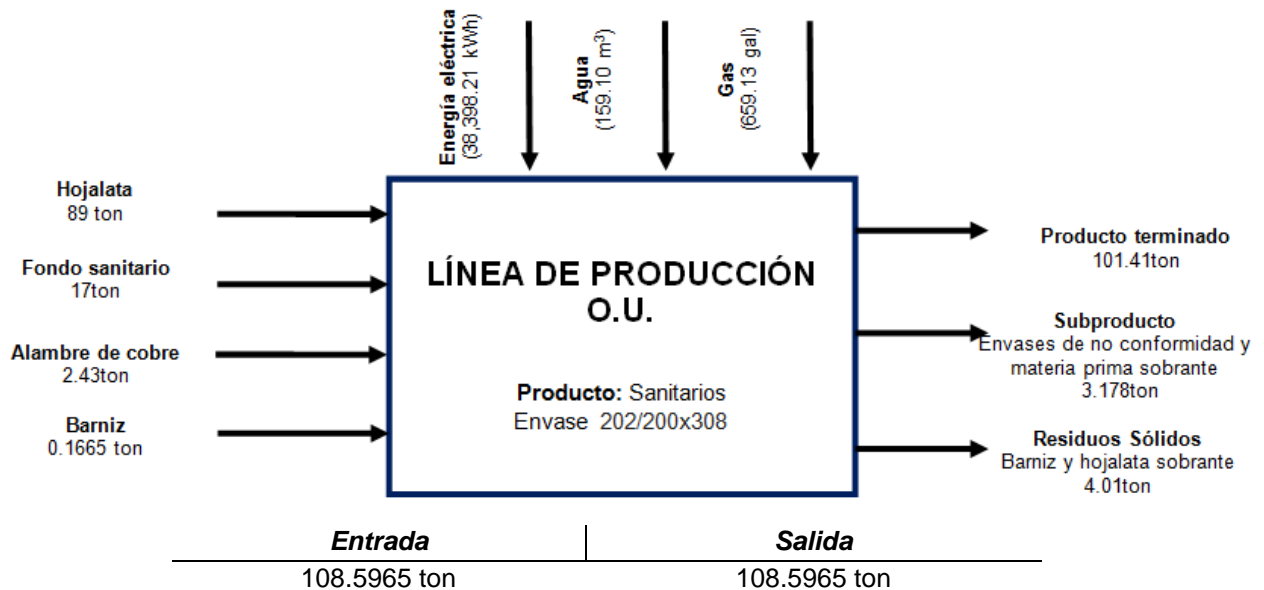 Energía eléctrica
(38,398.21 kWh)
Agua
(159.10 m³)
Gas
(659.13 gal)
Hojalata
89 ton
Fondo sanitario
17ton
Alambre de cobre
2.43ton
Barniz
0.1665 ton
LÍNEA DE PRODUCCIÓN
O.U.
Producto: Sanitarios
Envase 202/200x308
Producto terminado
101.41ton
Subproducto
Envases de no conformidad y
materia prima sobrante
3.178ton
Residuos Sólidos
Barniz y hojalata sobrante
4.01ton
Entrada
Salida
108.5965 ton
108.5965 ton